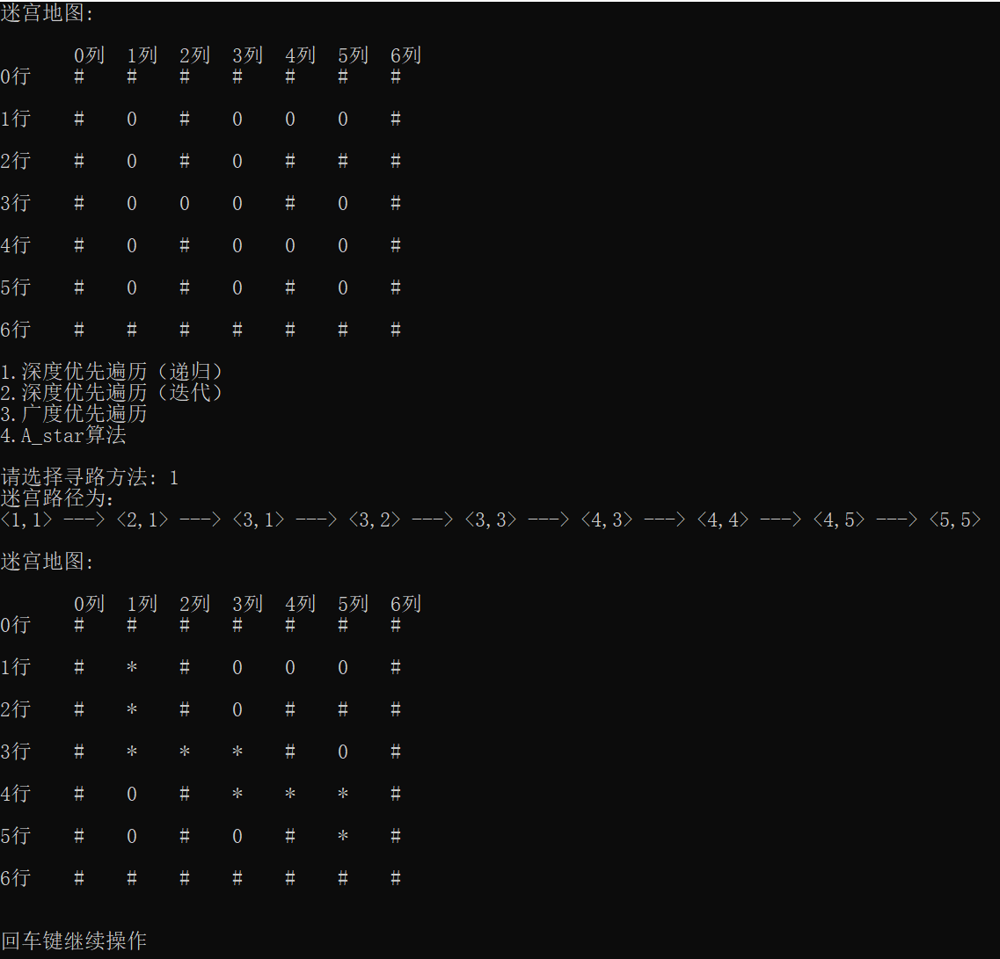 迷宫地图:
0列 1列 2列 3列 4列 5列 6列
0行 # # # # # # #
1行 # 0 # 0 0 0 #
2行 # 0 # 0 # # #
3行 # 0 0 0 # 0 #
4行 # 0 # 0 0 0 #
5行 # 0 # 0 # 0 #
6行 # # # # # # #
1.深度优先遍历（递归）
2.深度优先遍历（迭代）
3.广度优先遍历
4.A_star算法
请选择寻路方法: 1
迷宫路径为：
<1,1> ---> <2,1> ---> <3,1> ---> <3,2> ---> <3,3> ---> <4,3> ---> <4,4> ---> <4,5> ---> <5,5>
迷宫地图:
0列 1列 2列 3列 4列 5列 6列
0行 # # # # # # #
1行 # * # 0 0 0 #
2行 # * # 0 # # #
3行 # * * * # 0 #
4行 # 0 # * * * #
5行 # 0 # 0 # * #
6行 # # # # # # #
回车键继续操作